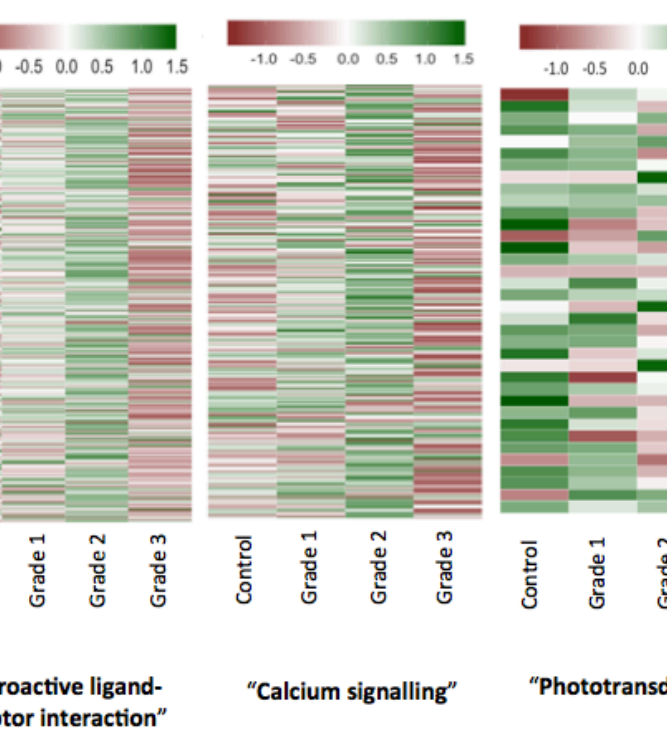 -0.5 0.0 0.5 1.0 1.5
-1.0 -0.5 0.0 0.5 1.0 1.5
-1.0 -0.5 0.0
Grade 1
Grade 2
Grade 3
Control
Grade 1
Grade 2
Grade 3
Control
Grade 1
Grade 2
roactive ligand-
tor interaction”
“Calcium signalling”
“Phototransd